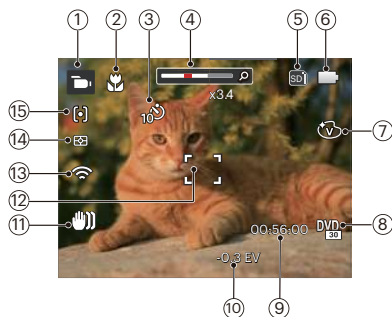 ① ② ③ ④ ⑤ ⑥
SD
x3.4
10
⑮
⑭
⑬
⑫
⑪
V
⑦
00:56:00
DVD
30
⑧
-0.3 EV
⑩ ⑨